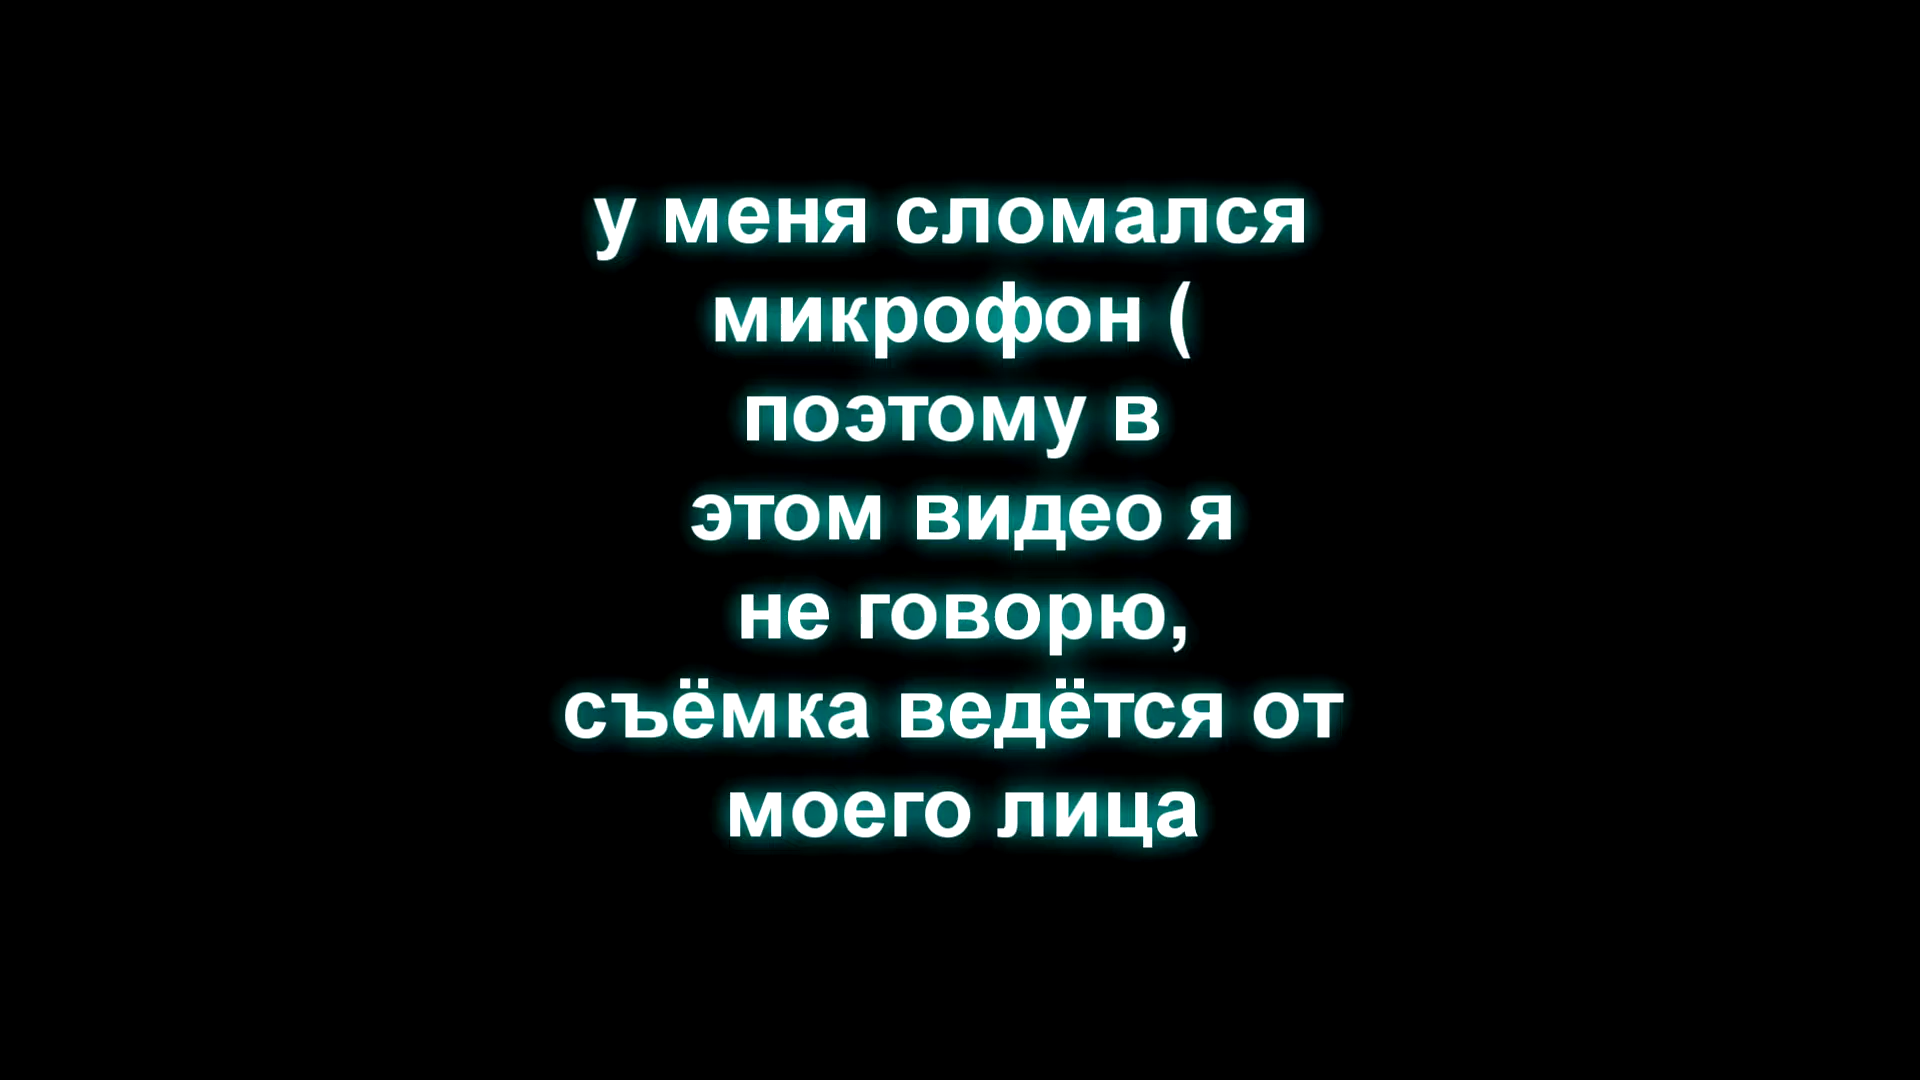 у меня сломался
микрофон (
поэтому в
этом видео я
не говорю,
съёмка ведётся от
моего лица